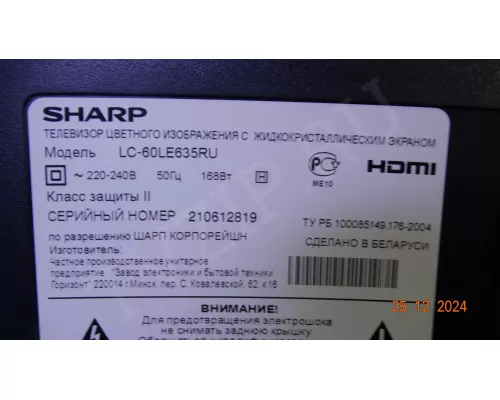 SHARP
ТЕЛЕВИЗОР ЦВЕТНОГО ИЗОБРАЖЕНИЯ С ЖИДКОКРИСТАЛЛИЧЕСКИМ ЭКРАНОМ
Модель LC-60LE635RU
~ 220-240В 50Гц 168Вт H
Класс защиты II
СЕРИЙНЫЙ НОМЕР 210612819
по разрешению ШАРП КОРПОРЕЙШН
Изготовитель:
Частное производственное унитарное
предприятие "Завод электроники и бытовой техники
Горизонт" 220014 г.Минск, пер. С. Ковалевской, 62, к.16
МЕ10
HDMI
ТУ РБ 100085149.176-2004
СДЕЛАНО В БЕЛАРУСИ
ВНИМАНИЕ!
Для предотвращения электрошока
не снимать заднюю крышку.
25 12 2024